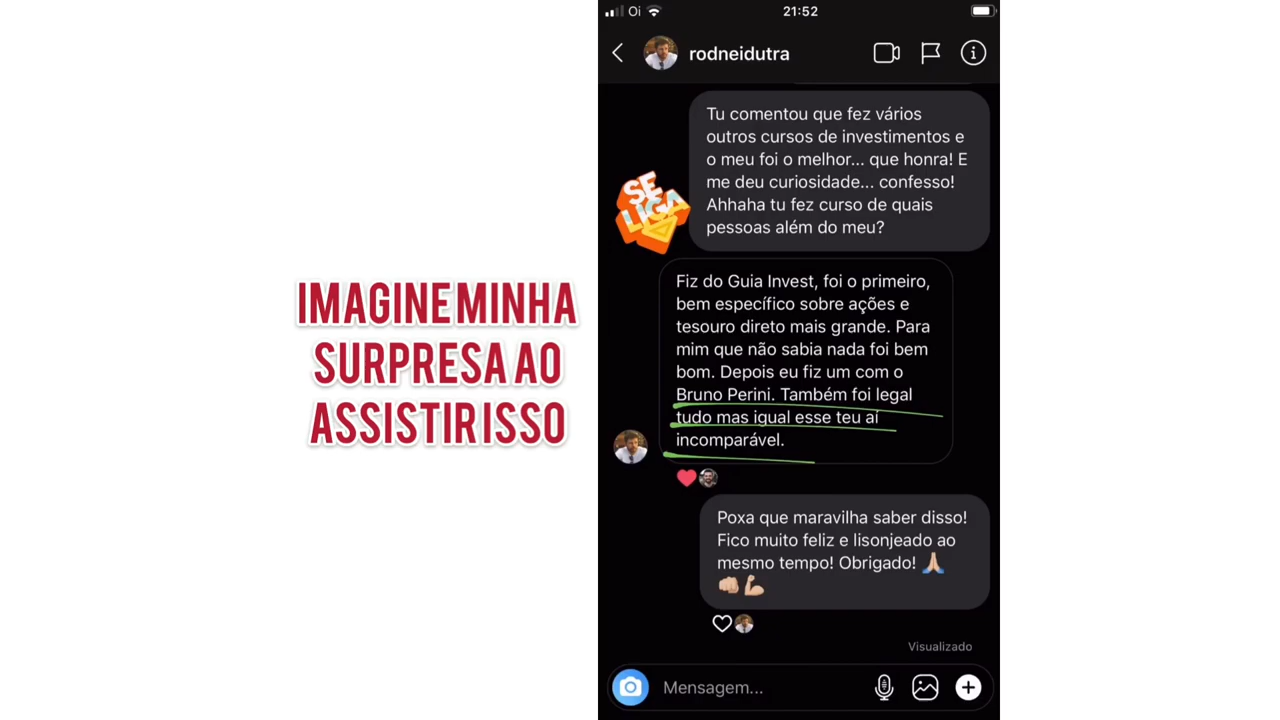 IMAGINE MINHA
SURPRESA AO
ASSISTIR ISSO
Oi
21:52
rodneidutra
Tu comentou que fez vários
outros cursos de investimentos e
o meu foi o melhor... que honra! E
me deu curiosidade... confesso!
Ahhaha tu fez curso de quais
pessoas além do meu?
SE
LIGA
Fiz do Guia Invest, foi o primeiro,
bem específico sobre ações e
tesouro direto mais grande. Para
mim que não sabia nada foi bem
bom. Depois eu fiz um com o
Bruno Perini. Também foi legal
tudo mas igual esse teu aí
incomparável.
Poxa que maravilha saber disso!
Fico muito feliz e lisonjeado ao
mesmo tempo! Obrigado! 🙏🏼
👊🏼💪🏼
Visualizado
Mensagem...